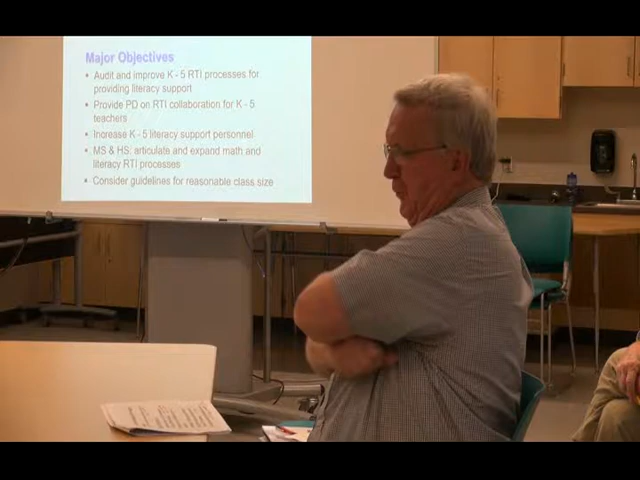 Major Objectives
• Audit and improve K - 5 RTI processes for
providing literacy support
• Provide PD on RTI collaboration for K - 5
teachers
• Increase K - 5 literacy support personnel
• MS & HS: articulate and expand math and
literacy RTI processes
• Consider guidelines for reasonable class size